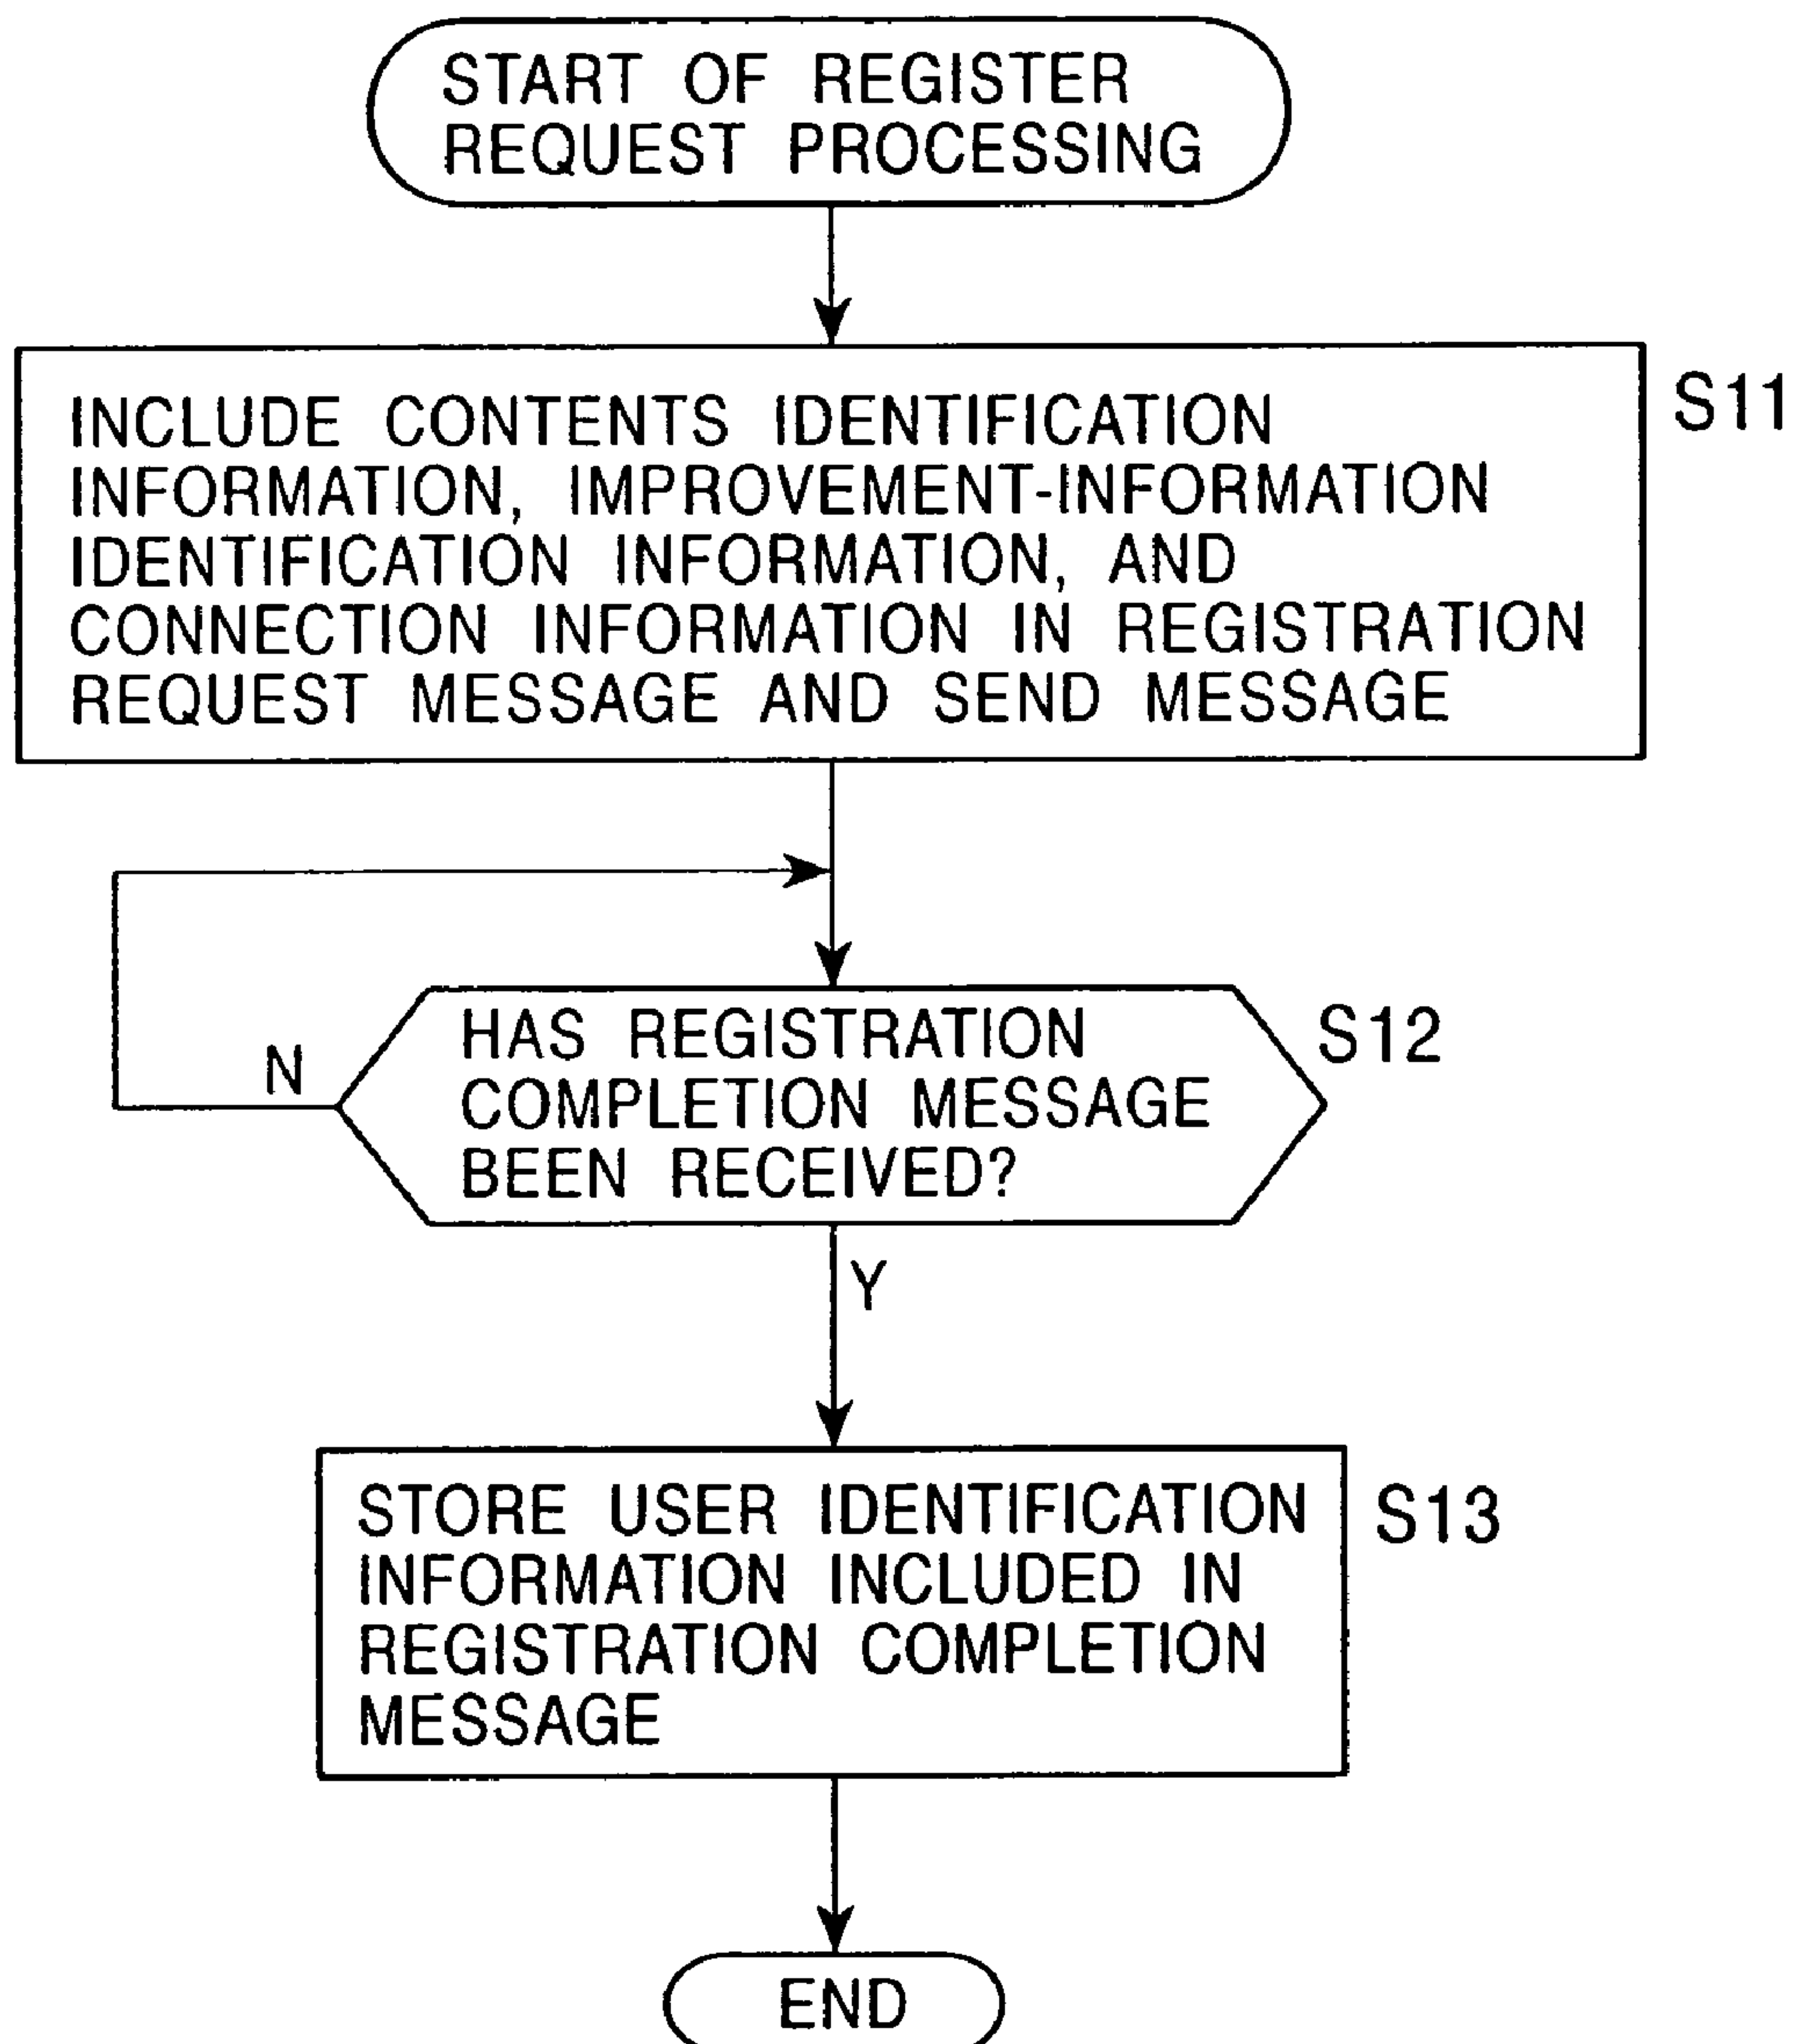 START OF REGISTER
REQUEST PROCESSING
INCLUDE CONTENTS IDENTIFICATION
INFORMATION, IMPROVEMENT-INFORMATION
IDENTIFICATION INFORMATION, AND
CONNECTION INFORMATION IN REGISTRATION
REQUEST MESSAGE AND SEND MESSAGE
S11
HAS REGISTRATION
COMPLETION MESSAGE
BEEN RECEIVED?
S12
N
Y
STORE USER IDENTIFICATION
INFORMATION INCLUDED IN
REGISTRATION COMPLETION
MESSAGE
S13
END